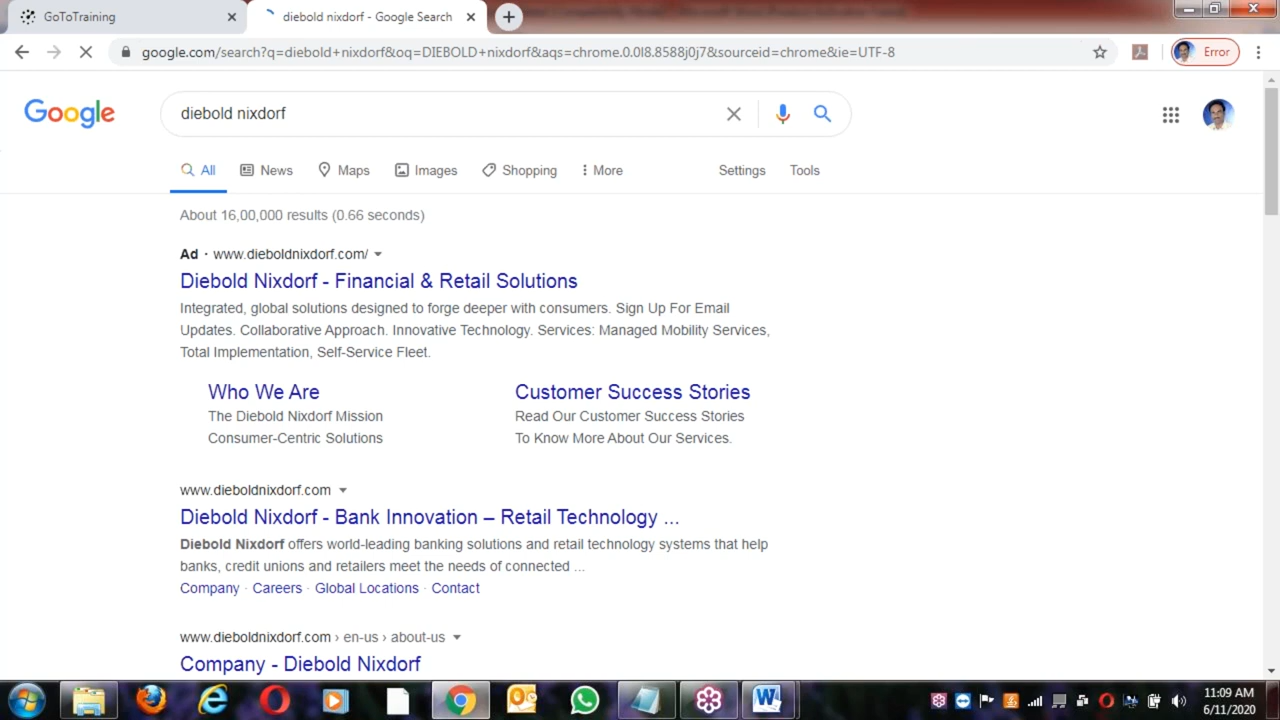 GoToTraining
diebold nixdorf - Google Search
google.com/search?q=diebold+nixdorf&oq=DIEBOLD+nixdorf&aqs=chrome.0.0l8.8588j0j7&sourceid=chrome&ie=UTF-8
Error
Google
diebold nixdorf
All News Maps Images Shopping More Settings Tools
About 16,00,000 results (0.66 seconds)
Ad · www.dieboldnixdorf.com/
Diebold Nixdorf - Financial & Retail Solutions
Integrated, global solutions designed to forge deeper with consumers. Sign Up For Email
Updates. Collaborative Approach. Innovative Technology. Services: Managed Mobility Services,
Total Implementation, Self-Service Fleet.
Who We Are
The Diebold Nixdorf Mission
Consumer-Centric Solutions
Customer Success Stories
Read Our Customer Success Stories
To Know More About Our Services.
www.dieboldnixdorf.com
Diebold Nixdorf - Bank Innovation – Retail Technology ...
Diebold Nixdorf offers world-leading banking solutions and retail technology systems that help
banks, credit unions and retailers meet the needs of connected ...
Company · Careers · Global Locations · Contact
www.dieboldnixdorf.com › en-us › about-us
Company - Diebold Nixdorf
11:09 AM
6/11/2020